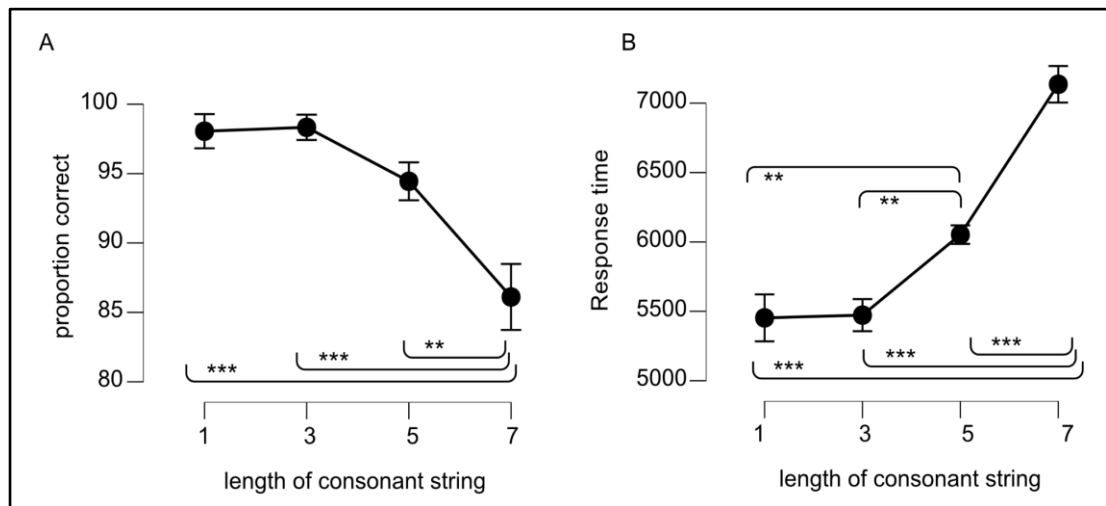 A
100
95
90
85
80
proportion correct
**
***
***
1 3 5 7
length of consonant string
B
7000
6500
6000
5500
5000
Response time
**
**
***
***
***
1 3 5 7
length of consonant string